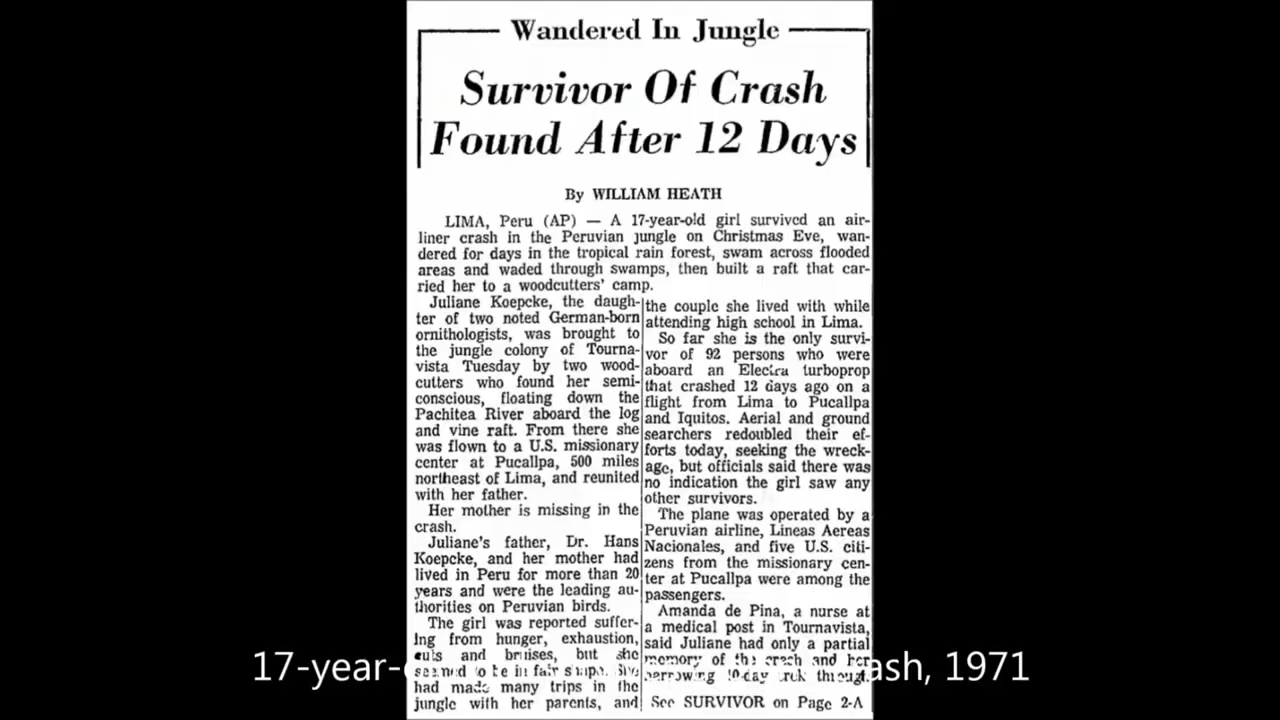 Wandered In Jungle
Survivor Of Crash
Found After 12 Days
By WILLIAM HEATH
LIMA, Peru (AP) — A 17-year-old girl survived an air-
liner crash in the Peruvian jungle on Christmas Eve, wan-
dered for days in the tropical rain forest, swam across flooded
areas and waded through swamps, then built a raft that car-
ried her to a woodcutters' camp.
Juliane Koepcke, the daugh-
ter of two noted German-born
ornithologists, was brought to
the jungle colony of Tourna-
vista Tuesday by two wood-
cutters who found her semi-
conscious, floating down the
Pachitea River aboard the log
and vine raft. From there she
was flown to a U.S. missionary
center at Pucallpa, 500 miles
northeast of Lima, and reunited
with her father.
Her mother is missing in the
crash.
Juliane's father, Dr. Hans
Koepcke, and her mother had
lived in Peru for more than 20
years and were the leading au-
thorities on Peruvian birds.
The girl was reported suffer-
ing from hunger, exhaustion,
cuts and bruises, but she
seemed to be in fair shape. She
had made many trips in the
jungle with her parents, and
the couple she lived with while
attending high school in Lima.
So far she is the only survi-
vor of 92 persons who were
aboard an Electra turboprop
that crashed 12 days ago on a
flight from Lima to Pucallpa
and Iquitos. Aerial and ground
searchers redoubled their ef-
forts today, seeking the wreck-
age, but officials said there was
no indication the girl saw any
other survivors.
The plane was operated by a
Peruvian airline, Lineas Aereas
Nacionales, and five U.S. citi-
zens from the missionary cen-
ter at Pucallpa were among the
passengers.
Amanda de Pina, a nurse at
a medical post in Tournavista,
said Juliane had only a partial
memory of the crash and her
harrowing 10-day trek through
See SURVIVOR on Page 2-A
17-year- ash, 1971